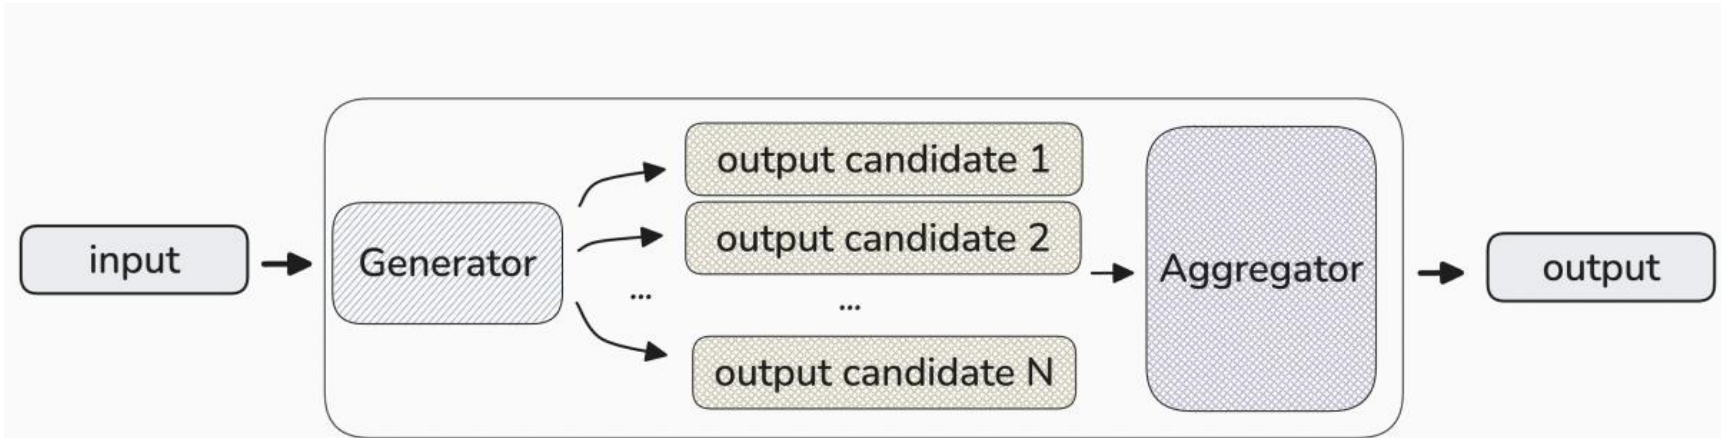 input
Generator
output candidate 1
output candidate 2
...
...
output candidate N
Aggregator
output